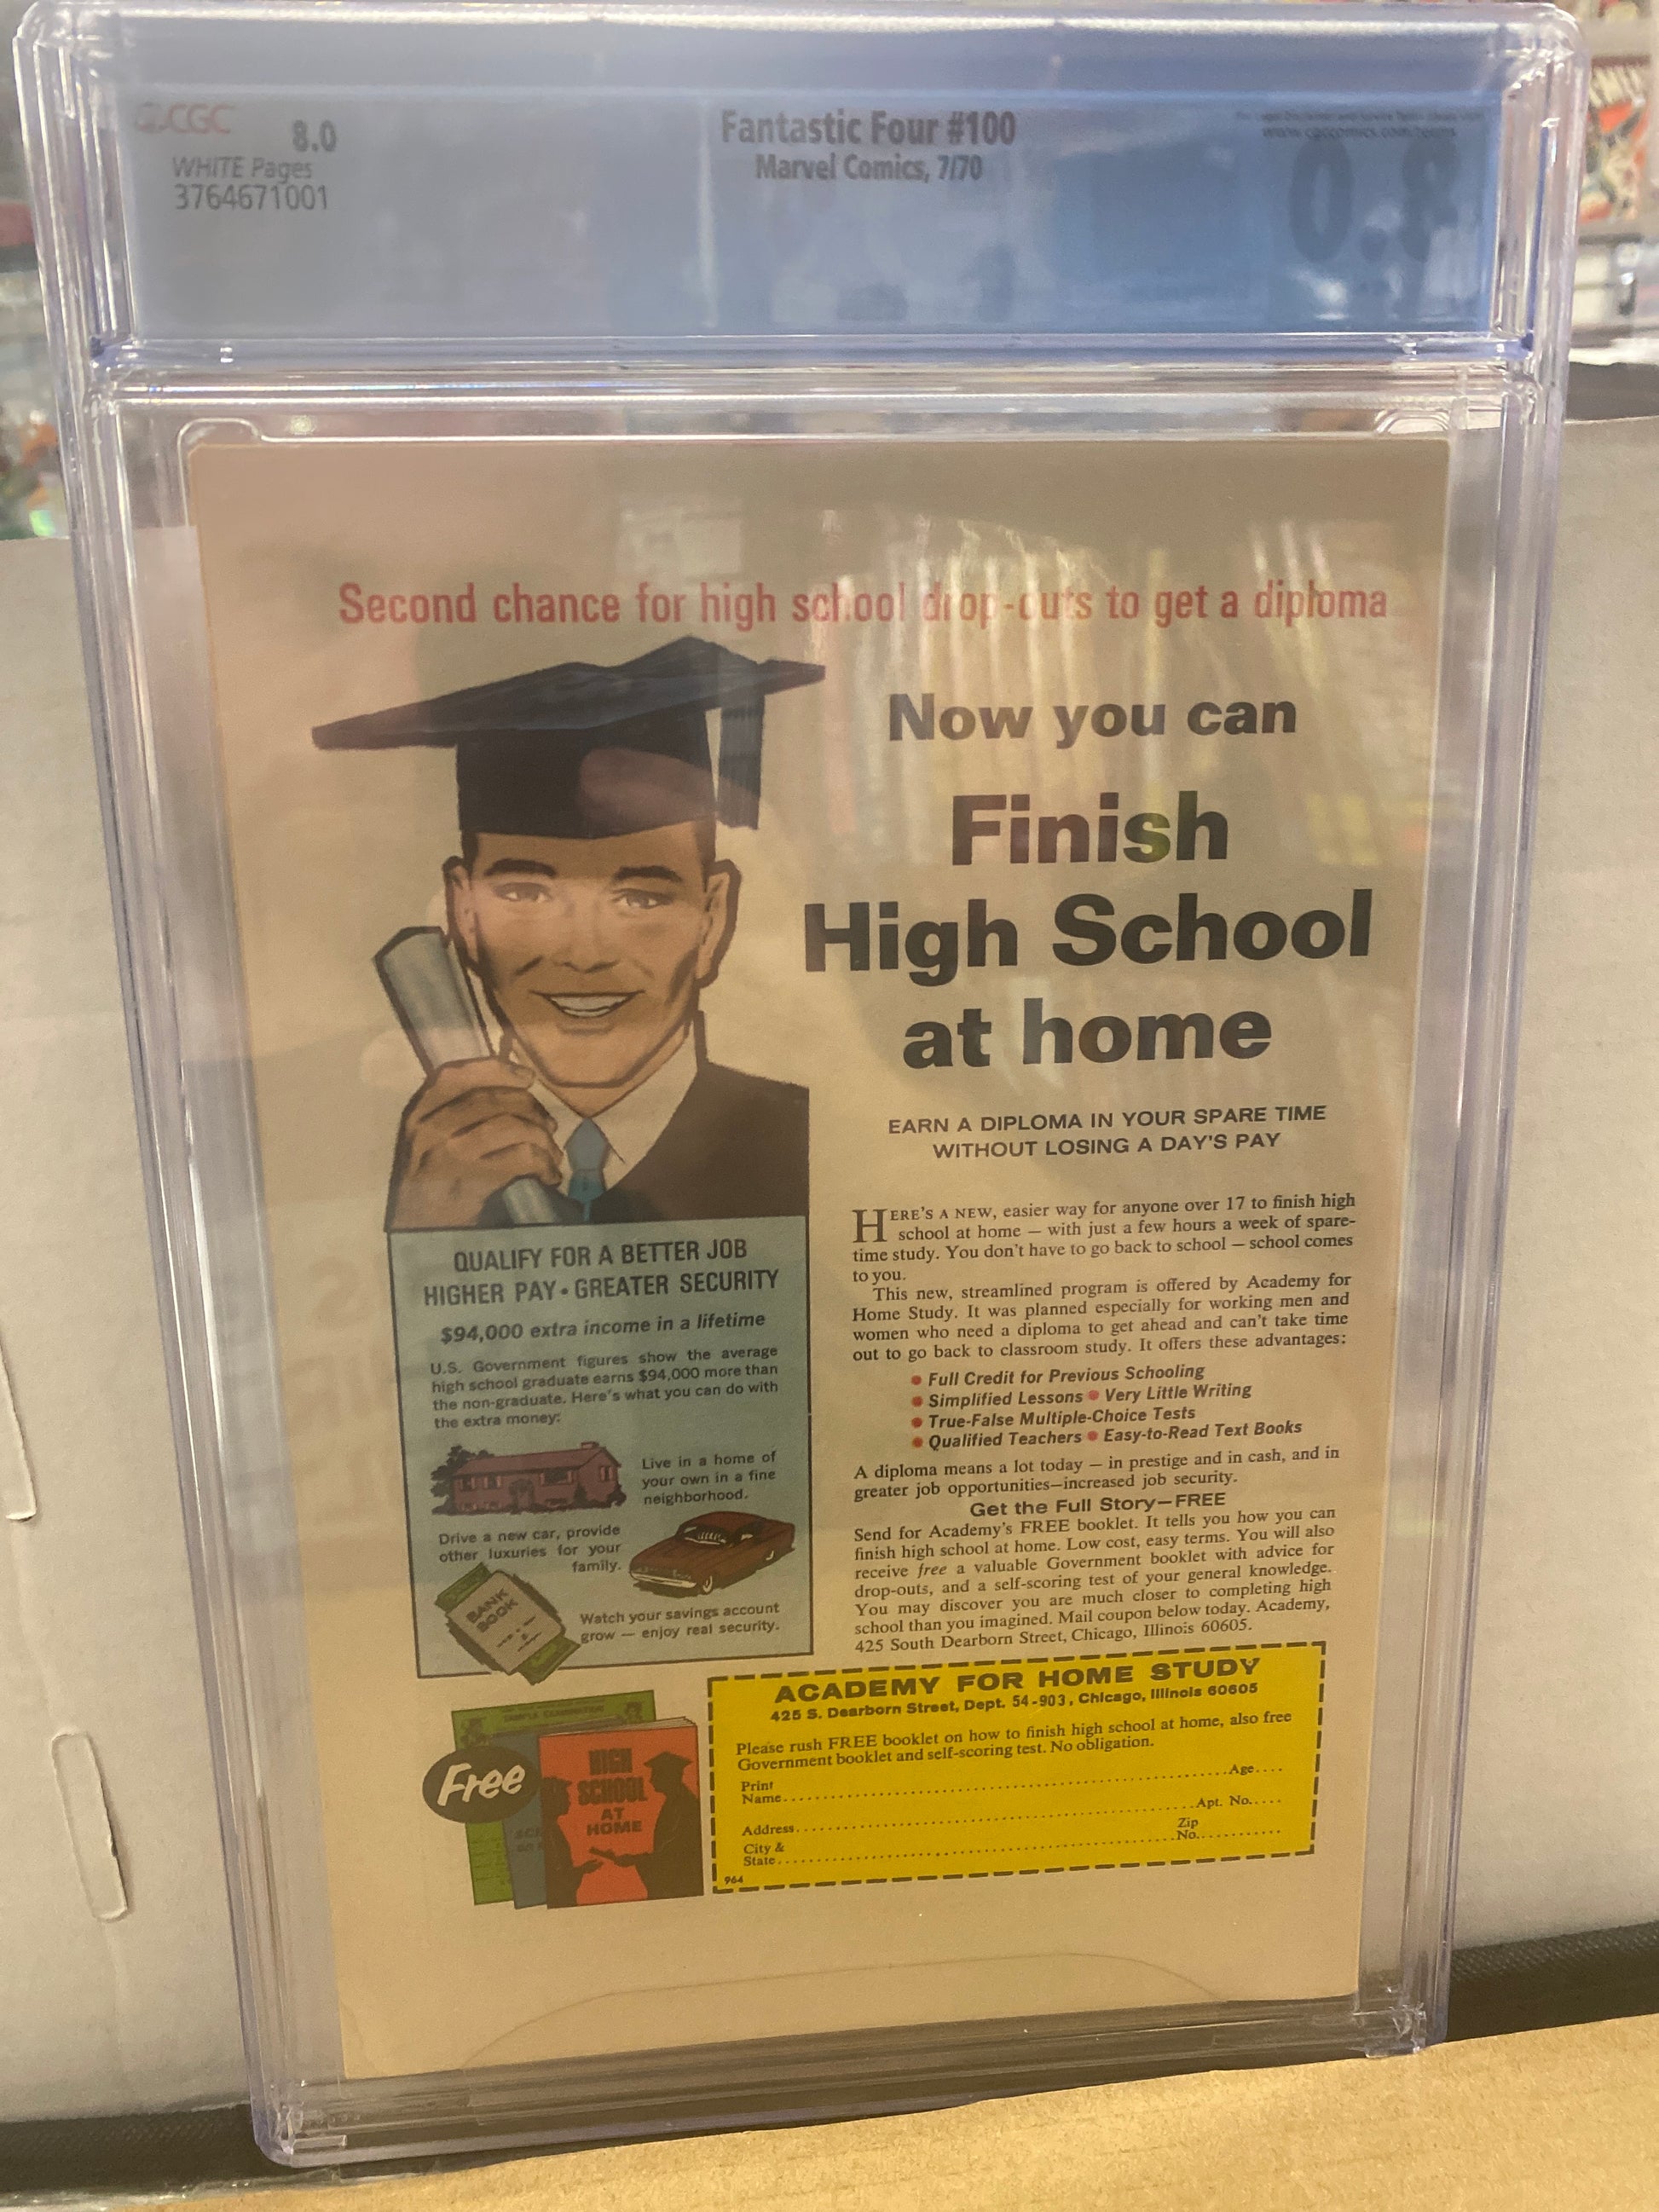 CGC
8.0
WHITE Pages
3764671001
Fantastic Four #100
Marvel Comics, 7/70
8.0
Second chance for high school drop-outs to get a diploma
Now you can
Finish
High School
at home
EARN A DIPLOMA IN YOUR SPARE TIME
WITHOUT LOSING A DAY'S PAY
HERE'S A NEW, easier way for anyone over 17 to finish high
school at home — with just a few hours a week of spare-
time study. You don't have to go back to school — school comes
to you.
This new, streamlined program is offered by Academy for
Home Study. It was planned especially for working men and
women who need a diploma to get ahead and can't take time
out to go back to classroom study. It offers these advantages:
• Full Credit for Previous Schooling
• Simplified Lessons • Very Little Writing
• True-False Multiple-Choice Tests
• Qualified Teachers • Easy-to-Read Text Books
A diploma means a lot today — in prestige and in cash, and in
greater job opportunities—increased job security.
Get the Full Story—FREE
Send for Academy's FREE booklet. It tells you how you can
finish high school at home. Low cost, easy terms. You will also
receive free a valuable Government booklet with advice for
drop-outs, and a self-scoring test of your general knowledge.
You may discover you are much closer to completing high
school than you imagined. Mail coupon below today. Academy,
425 South Dearborn Street, Chicago, Illinois 60605.
QUALIFY FOR A BETTER JOB
HIGHER PAY • GREATER SECURITY
$94,000 extra income in a lifetime
U.S. Government figures show the average
high school graduate earns $94,000 more than
the non-graduate. Here's what you can do with
the extra money:
Live in a home of
your own in a fine
neighborhood.
Drive a new car, provide
other luxuries for your
family.
BANK
BOOK
Watch your savings account
grow — enjoy real security.
Free
HIGH
SCHOOL
AT
HOME
ACADEMY FOR HOME STUDY
425 S. Dearborn Street, Dept. 54-903, Chicago, Illinois 60605
Please rush FREE booklet on how to finish high school at home, also free
Government booklet and self-scoring test. No obligation.
Print
Name.......... Age....
Address.......... Apt. No.....
City &
State.......... Zip
No..........
964